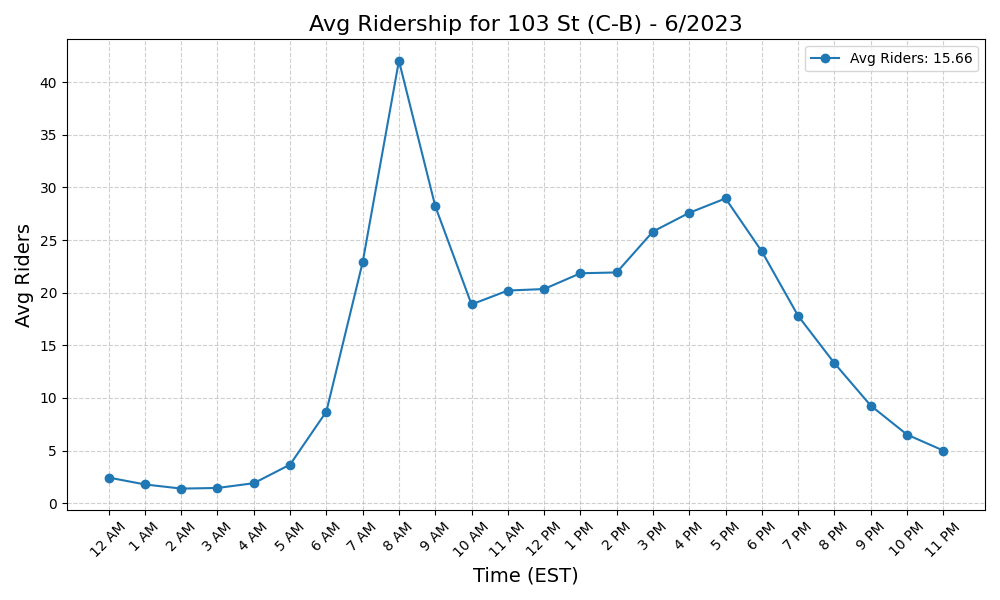 Avg Ridership for 103 St (C-B) - 6/2023
Avg Riders: 15.66
Avg Riders
40
35
30
25
20
15
10
5
0
12 AM
1 AM
2 AM
3 AM
4 AM
5 AM
6 AM
7 AM
8 AM
9 AM
10 AM
11 AM
12 PM
1 PM
2 PM
3 PM
4 PM
5 PM
6 PM
7 PM
8 PM
9 PM
10 PM
11 PM
Time (EST)